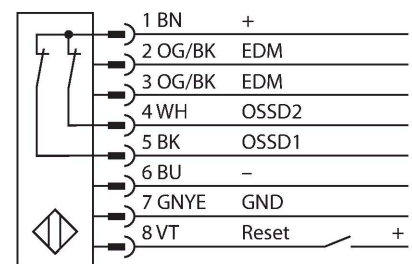 1 BN +
2 OG/BK EDM
3 OG/BK EDM
4 WH OSSD2
5 BK OSSD1
6 BU –
7 GNYE GND
8 VT Reset +